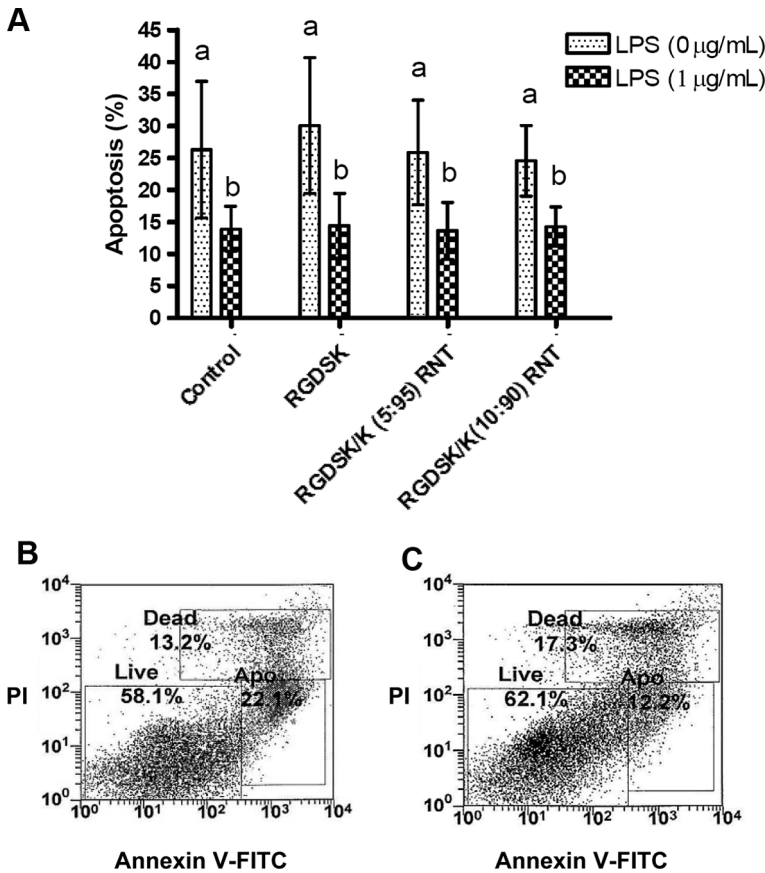 A
45
40
35
30
25
20
15
10
5
0
Apoptosis (%)
a
b
a
b
a
b
a
b
LPS (0 µg/mL)
LPS (1 µg/mL)
Control
RGDSK
RGDSK/K (5:95) RNT
RGDSK/K(10:90) RNT
B
10⁴
10³
10²
10¹
10⁰
PI
Dead
13.2%
Live
58.1%
Apo
22.1%
10⁰ 10¹ 10² 10³ 10⁴
Annexin V-FITC
C
10⁴
10³
10²
10¹
10⁰
PI
Dead
17.3%
Live
62.1%
Apo
12.2%
10⁰ 10¹ 10² 10³ 10⁴
Annexin V-FITC